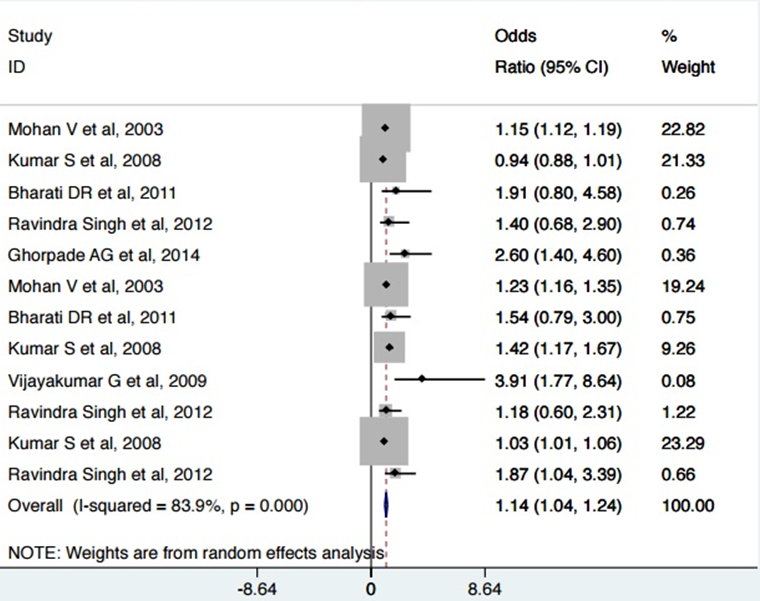 Study Odds %
ID Ratio (95% CI) Weight
Mohan V et al, 2003 1.15 (1.12, 1.19) 22.82
Kumar S et al, 2008 0.94 (0.88, 1.01) 21.33
Bharati DR et al, 2011 1.91 (0.80, 4.58) 0.26
Ravindra Singh et al, 2012 1.40 (0.68, 2.90) 0.74
Ghorpade AG et al, 2014 2.60 (1.40, 4.60) 0.36
Mohan V et al, 2003 1.23 (1.16, 1.35) 19.24
Bharati DR et al, 2011 1.54 (0.79, 3.00) 0.75
Kumar S et al, 2008 1.42 (1.17, 1.67) 9.26
Vijayakumar G et al, 2009 3.91 (1.77, 8.64) 0.08
Ravindra Singh et al, 2012 1.18 (0.60, 2.31) 1.22
Kumar S et al, 2008 1.03 (1.01, 1.06) 23.29
Ravindra Singh et al, 2012 1.87 (1.04, 3.39) 0.66
Overall (I-squared = 83.9%, p = 0.000) 1.14 (1.04, 1.24) 100.00
NOTE: Weights are from random effects analysis
-8.64 0 8.64